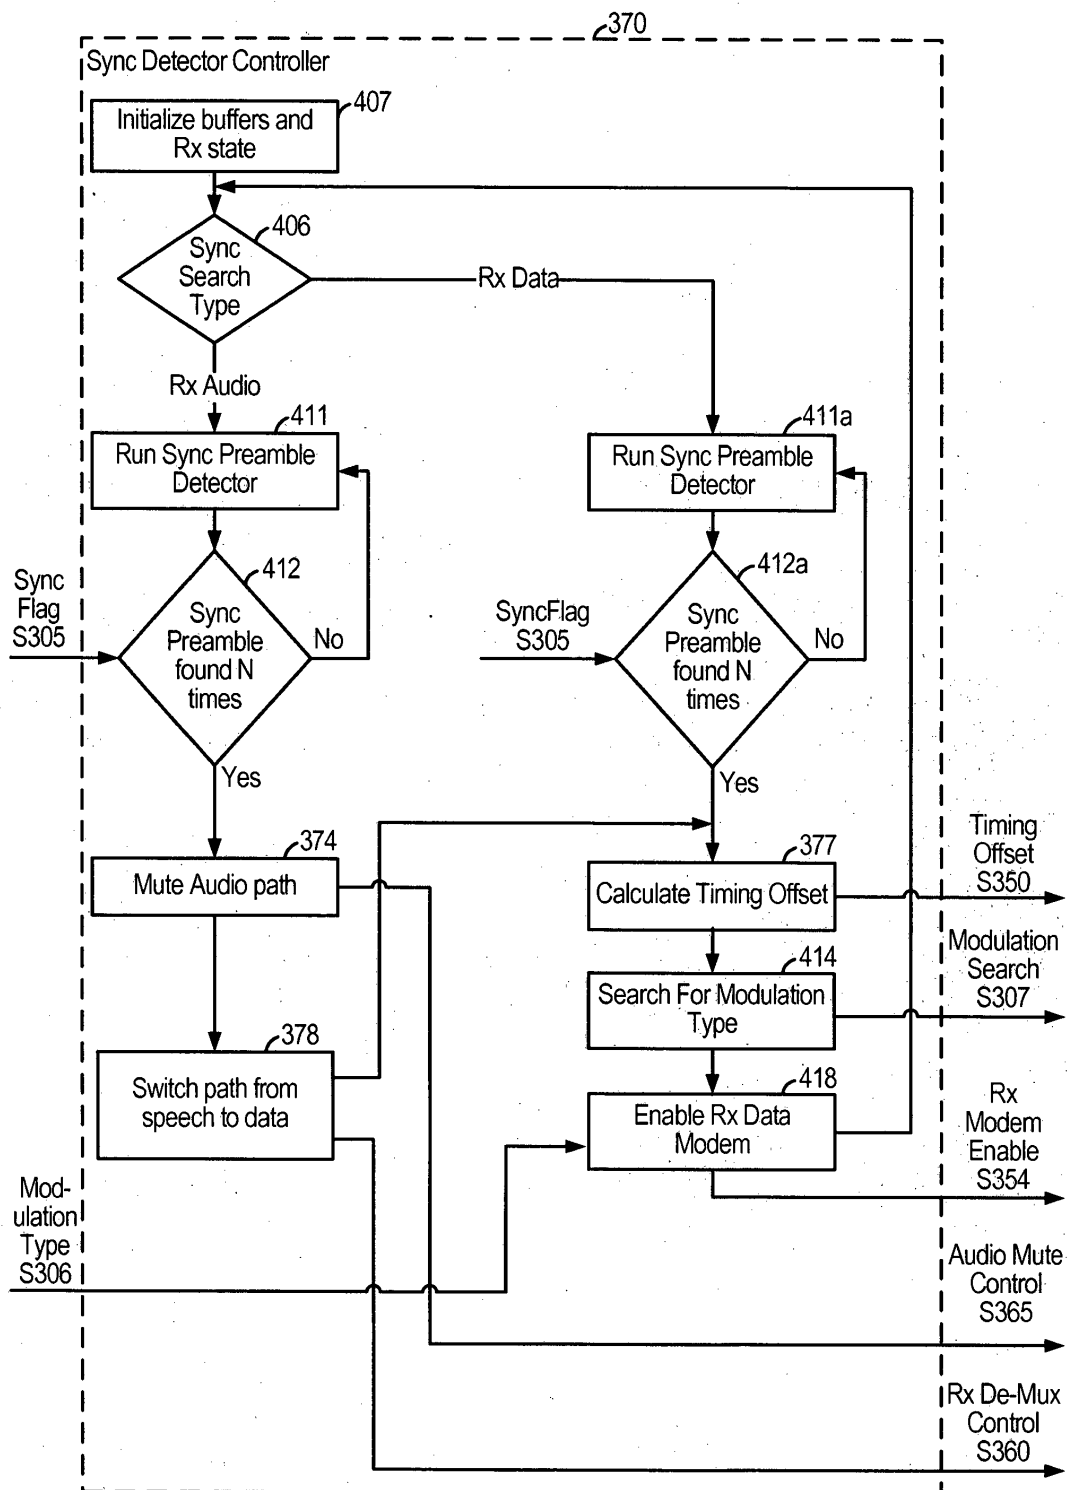 370
Sync Detector Controller
407
Initialize buffers and
Rx state
406
Sync
Search
Type
Rx Data
Rx Audio
411
Run Sync Preamble
Detector
411a
Run Sync Preamble
Detector
412
Sync
Flag
S305
Sync
Preamble
found N
times
No
Yes
412a
SyncFlag
S305
Sync
Preamble
found N
times
No
Yes
374
Mute Audio path
377
Calculate Timing Offset
Timing
Offset
S350
414
Search For Modulation
Type
Modulation
Search
S307
378
Switch path from
speech to data
418
Enable Rx Data
Modem
Rx
Modem
Enable
S354
Mod-
ulation
Type
S306
Audio Mute
Control
S365
Rx De-Mux
Control
S360